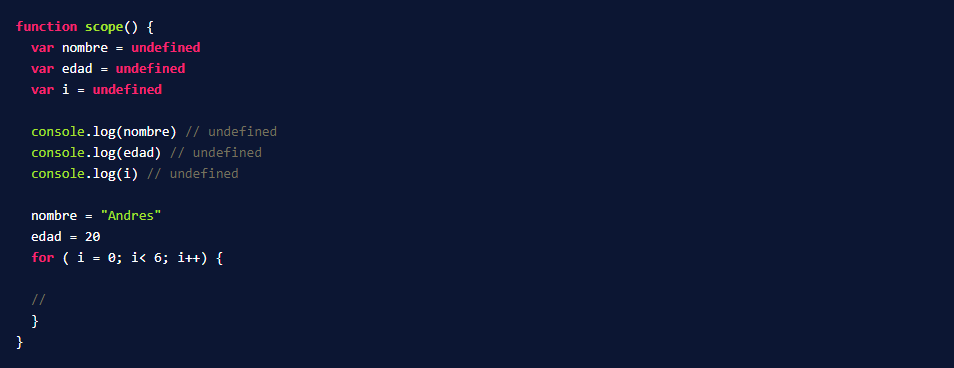 function scope() {
var nombre = undefined
var edad = undefined
var i = undefined
console.log(nombre) // undefined
console.log(edad) // undefined
console.log(i) // undefined
nombre = "Andres"
edad = 20
for ( i = 0; i< 6; i++) {
//
}
}